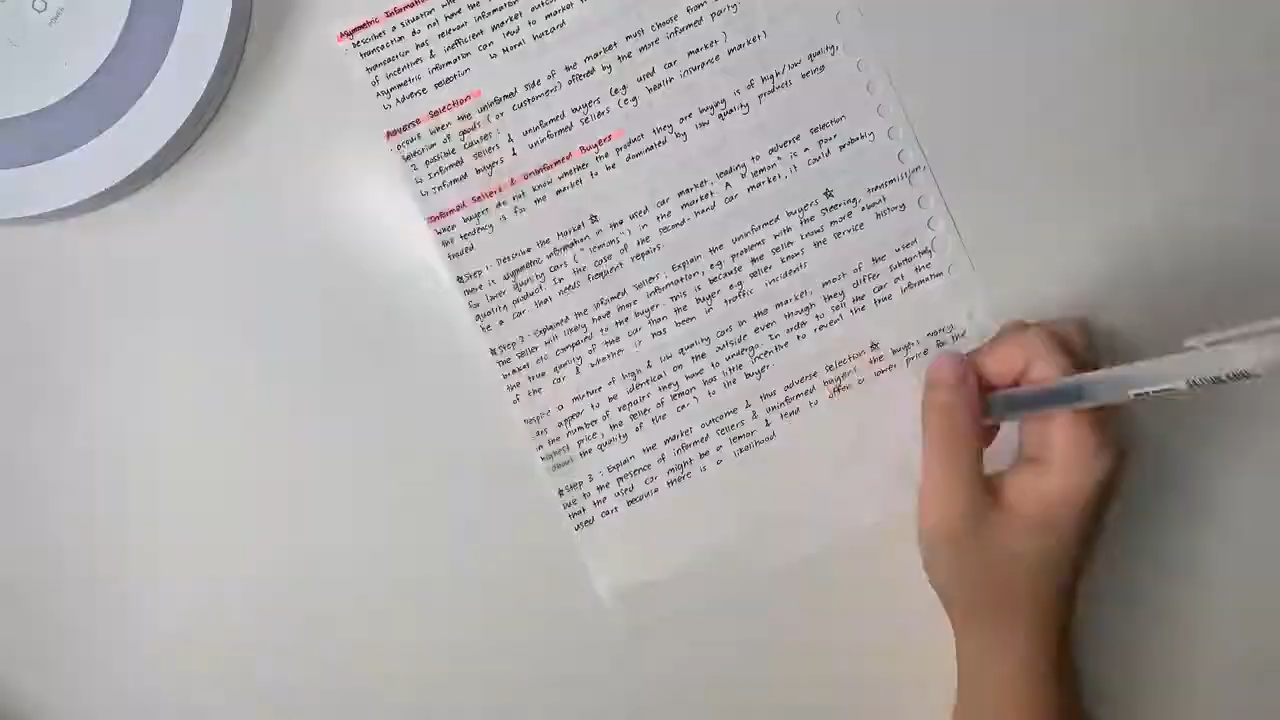 Asymmetric Information
: Describes a situation
transaction do not have the
transaction has relevant information
of incentives & inefficient market
Asymmetric information can lead to market
↳ Adverse selection ↳ Moral hazard
Adverse Selection
. occurs when the uninformed side of the market must choose from
selection of goods (or customers) offered by the more informed party.
2 possible causes:
↳ Informed sellers & uninformed buyers (e.g. used car market)
↳ Informed buyers & uninformed sellers (e.g. health insurance market)
Informed Sellers & Uninformed Buyers
when buyers do not know whether the product they are buying is of high/low quality,
the tendency is for the market to be dominated by low quality products being
traded.
☆Step 1: Describe the Market ☆
there is asymmetric information in the used car market, leading to adverse selection
for lower quality cars ("lemons") in the market. A "lemon" is a poor
quality product. In the case of the second-hand car market, it could probably
be a car that needs frequent repairs.
☆Step 2: Explained the informed sellers, Explain the uninformed buyers ☆
The seller will likely have more information, e.g. problems with the steering, transmission,
brakes etc compared to the buyer. This is because the seller knows more about
the true quality of the car than the buyer e.g. seller knows the service history
of the car & whether it has been in traffic incidents
Despite a mixture of high & low quality cars in the market, most of the used
cars appear to be identical on the outside even though they differ substantially
in the number of repairs they have to undergo. In order to sell the car at the
highest price, the seller of lemon has little incentive to reveal the true information
about the quality of the car, to the buyer.
☆Step 3: Explain the market outcome & thus adverse selection ☆
Due to the presence of informed sellers & uninformed buyers, the buyers worry
that the used car might be a lemon & tend to offer a lower price for the
used cars because there is a likelihood